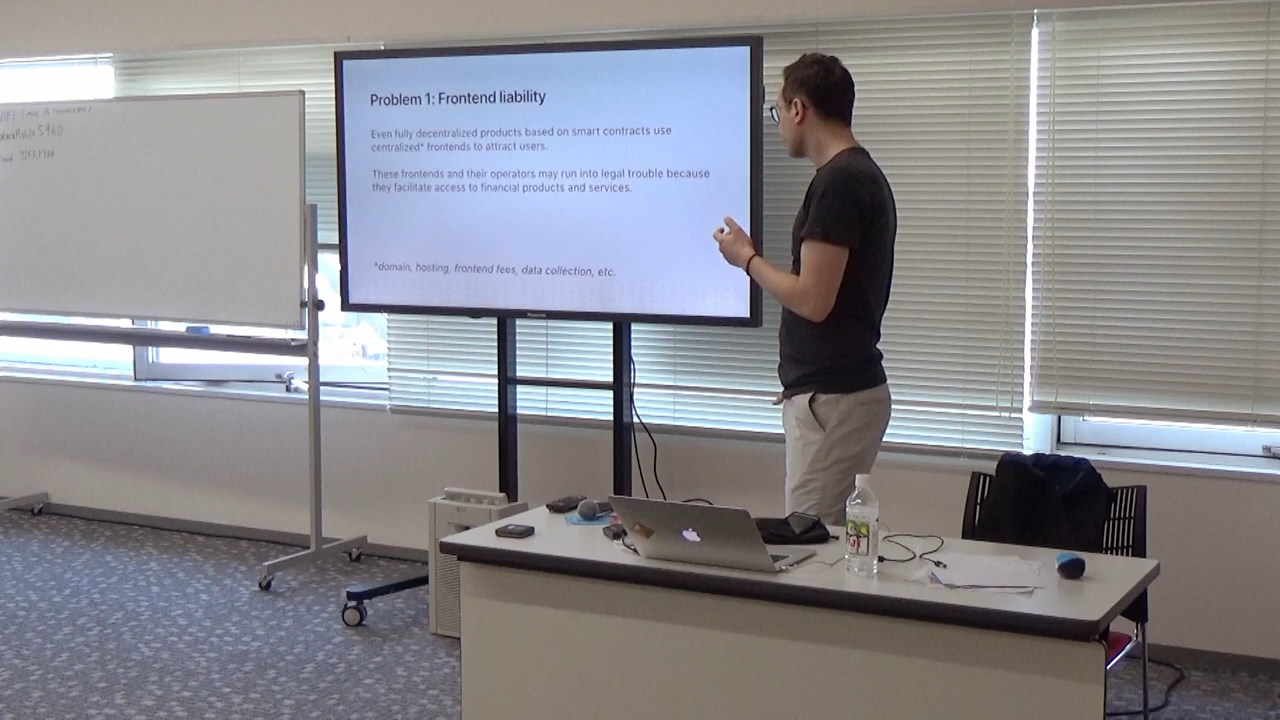 Problem 1: Frontend liability
Even fully decentralized products based on smart contracts use
centralized* frontends to attract users.
These frontends and their operators may run into legal trouble because
they facilitate access to financial products and services.
*domain, hosting, frontend fees, data collection, etc.
Panasonic